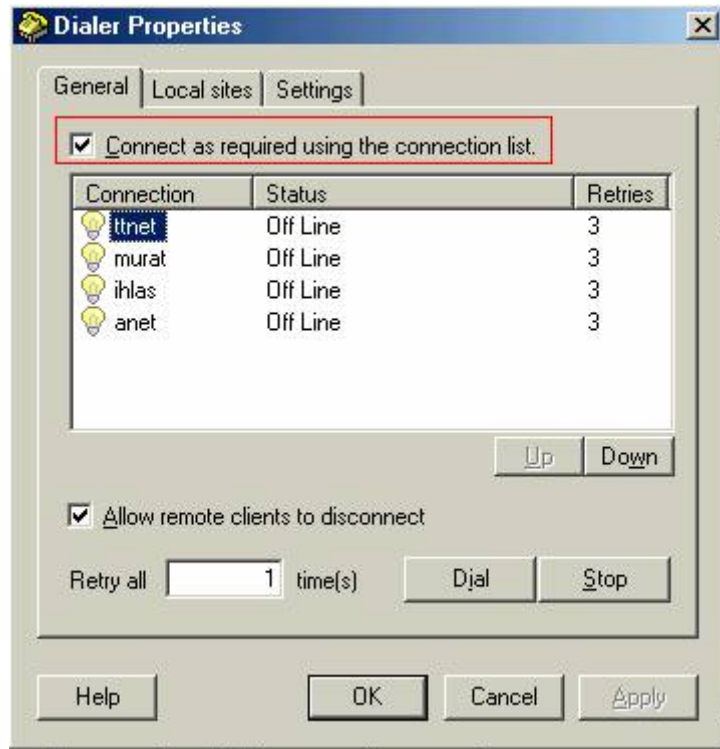 Dialer Properties
General Local sites Settings
Connect as required using the connection list.
Connection Status Retries
ttnet Off Line 3
murat Off Line 3
ihlas Off Line 3
anet Off Line 3
Up Down
Allow remote clients to disconnect
Retry all 1 time(s) Dial Stop
Help OK Cancel Apply